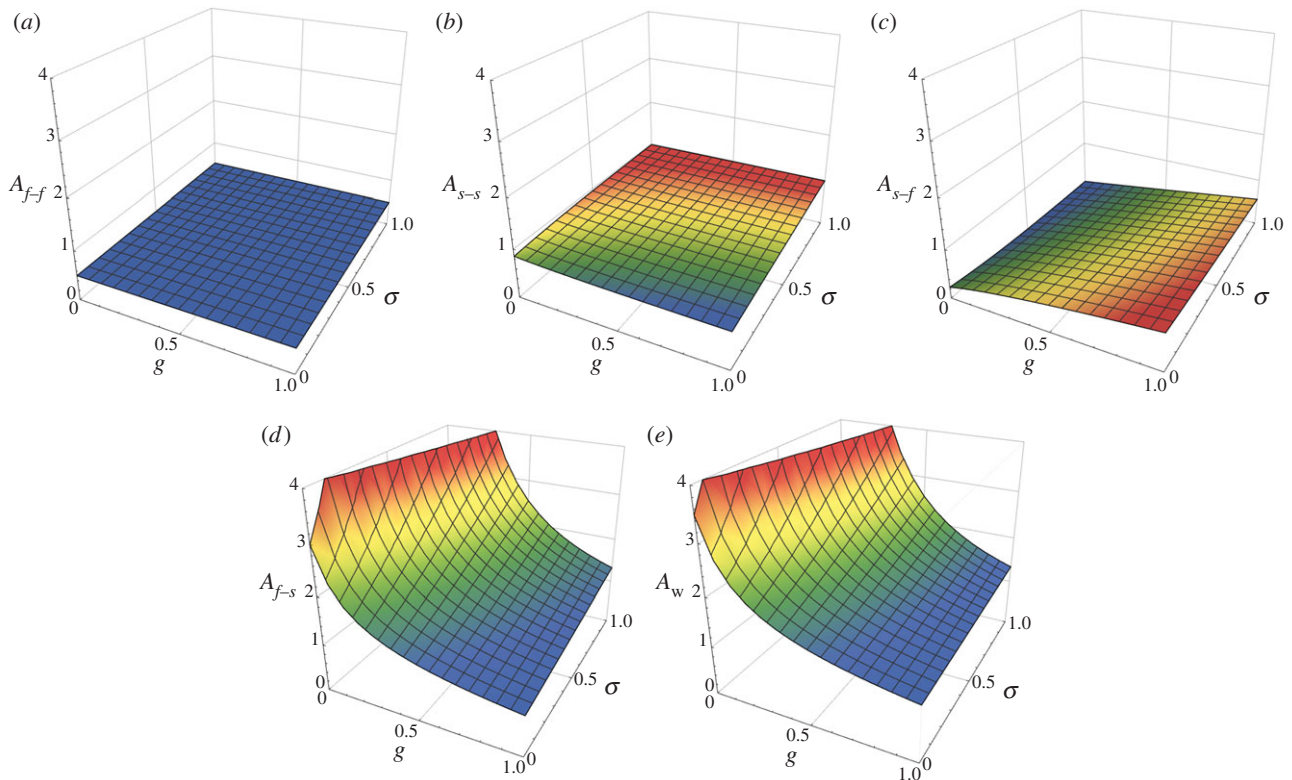 (a) (b) (c)
4 4 4
3 3 3
A_{f–f} 2 A_{s–s} 2 A_{s–f} 2
1 1.0 1 1.0 1 1.0
0 0.5 σ 0 0.5 σ 0 0.5 σ
0 0 0
0.5 0.5 0.5
g 1.0 0 g 1.0 0 g 1.0 0
(d) (e)
4 4
3 3
A_{f–s} 2 A_w 2
1 1.0 1 1.0
0 0.5 σ 0 0.5 σ
0 0
0.5 0.5
g 1.0 0 g 1.0 0